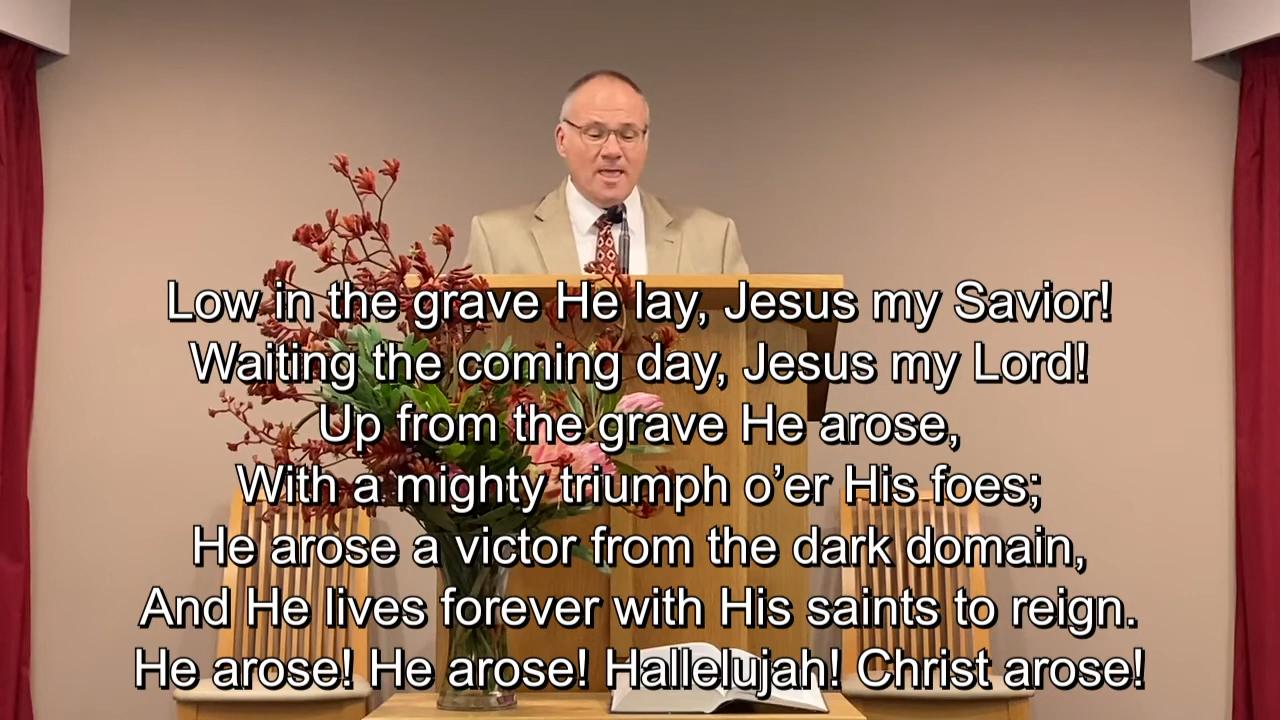 Low in the grave He lay, Jesus my Savior!
Waiting the coming day, Jesus my Lord!
Up from the grave He arose,
With a mighty triumph o’er His foes;
He arose a victor from the dark domain,
And He lives forever with His saints to reign.
He arose! He arose! Hallelujah! Christ arose!